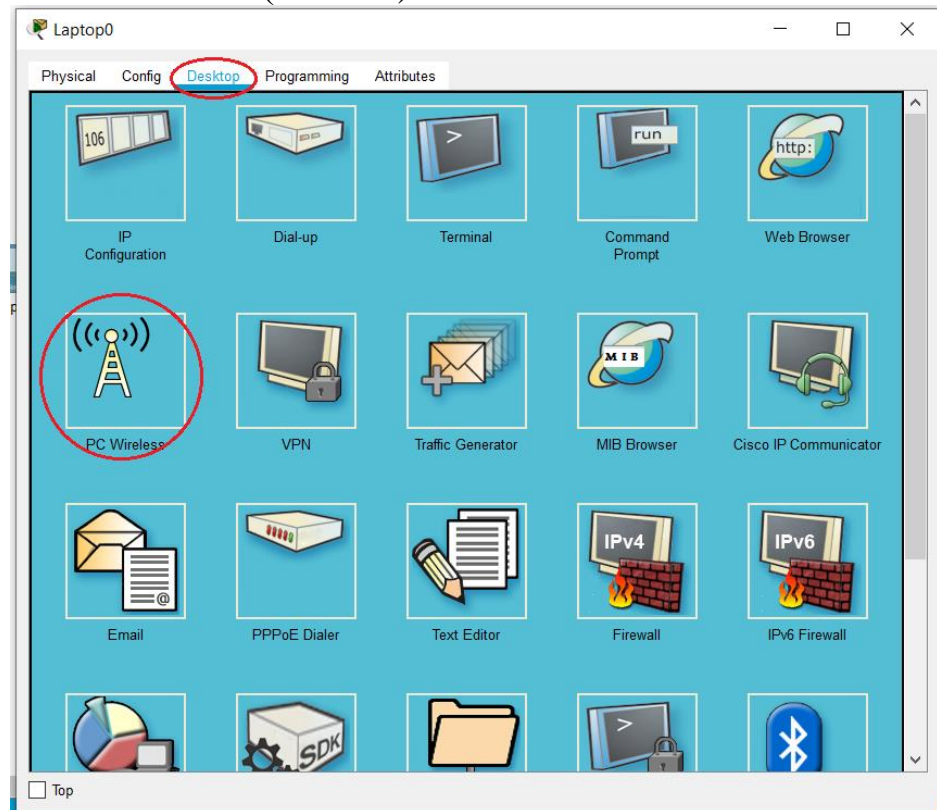 Laptop0
Physical Config Desktop Programming Attributes
106
>
run
http:
IP
Configuration
Dial-up
Terminal
Command
Prompt
Web Browser
MIB
PC Wireless
VPN
Traffic Generator
MIB Browser
Cisco IP Communicator
@
IPv4
IPv6
Email
PPPoE Dialer
Text Editor
Firewall
IPv6 Firewall
SDK
>
Top